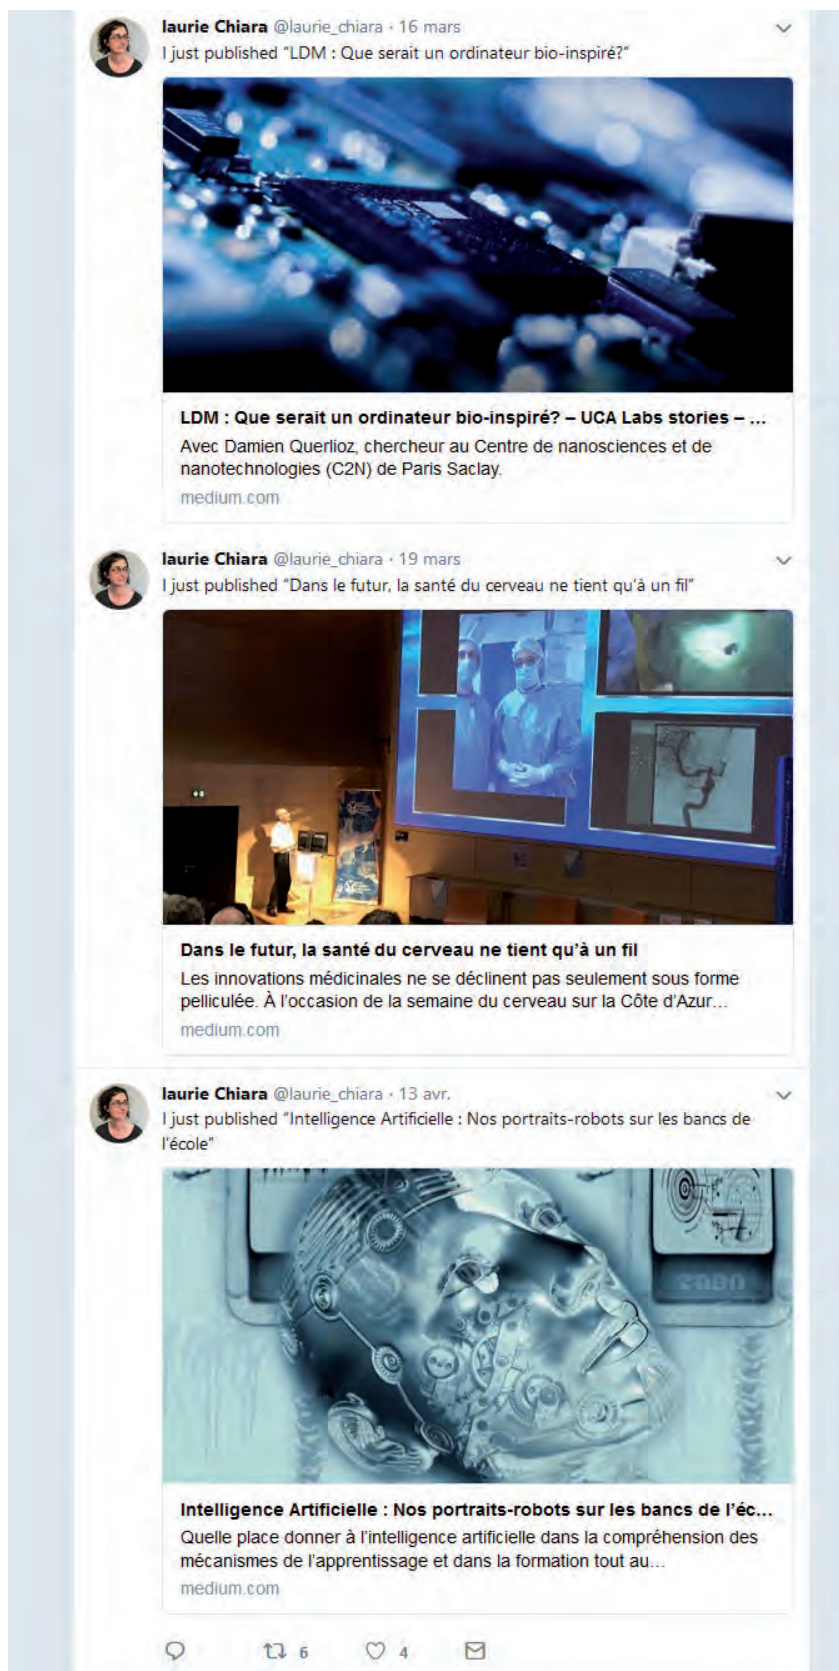 laurie Chiara @laurie_chiara · 16 mars
I just published “LDM : Que serait un ordinateur bio-inspiré?”
LDM : Que serait un ordinateur bio-inspiré? – UCA Labs stories – ...
Avec Damien Querlioz, chercheur au Centre de nanosciences et de
nanotechnologies (C2N) de Paris Saclay.
medium.com
laurie Chiara @laurie_chiara · 19 mars
I just published “Dans le futur, la santé du cerveau ne tient qu’à un fil”
Dans le futur, la santé du cerveau ne tient qu’à un fil
Les innovations médicinales ne se déclinent pas seulement sous forme
pelliculée. À l’occasion de la semaine du cerveau sur la Côte d’Azur...
medium.com
laurie Chiara @laurie_chiara · 13 avr.
I just published “Intelligence Artificielle : Nos portraits-robots sur les bancs de
l’école”
Intelligence Artificielle : Nos portraits-robots sur les bancs de l’éc...
Quelle place donner à l’intelligence artificielle dans la compréhension des
mécanismes de l’apprentissage et dans la formation tout au...
medium.com
6 4